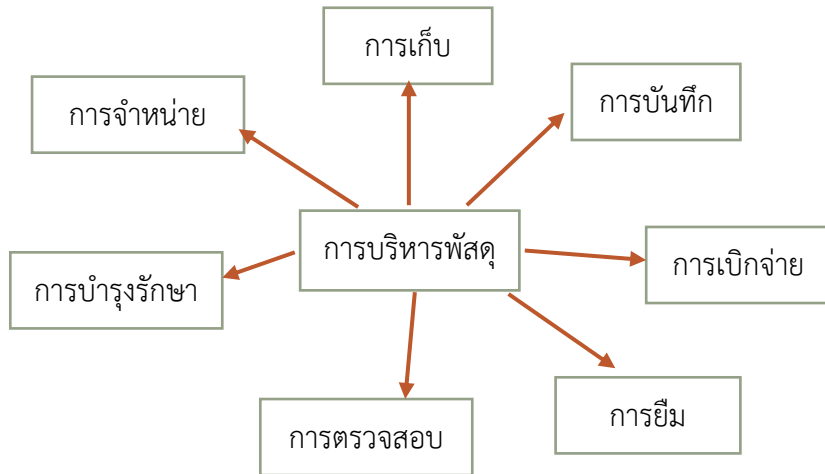 การเก็บ
การบันทึก
การจำหน่าย
การบริหารพัสดุ
การเบิกจ่าย
การบำรุงรักษา
การยืม
การตรวจสอบ